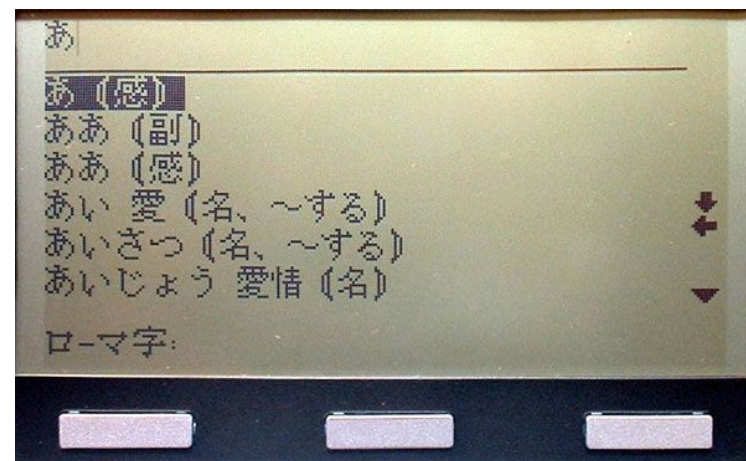 あ
あ (感)
ああ (副)
ああ (感)
あい 愛 (名、～する)
あいさつ (名、～する)
あいじょう 愛情 (名)
ローマ字: